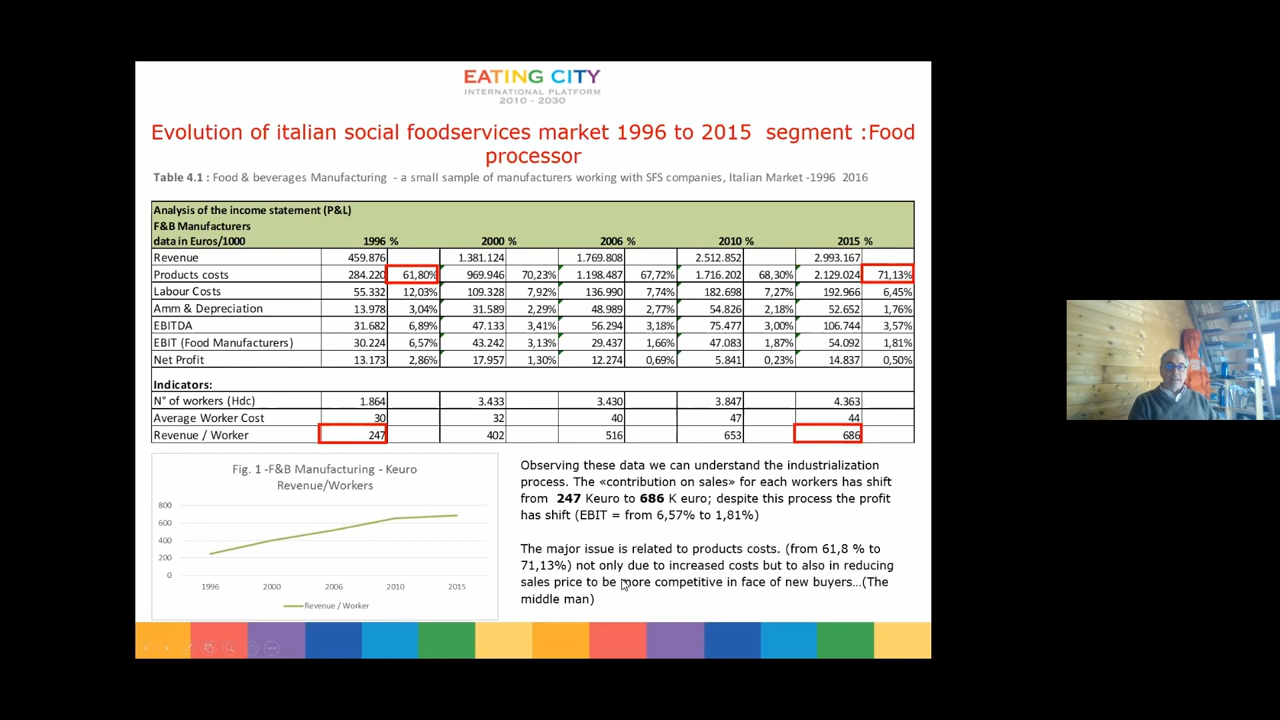 EATING CITY
INTERNATIONAL PLATFORM
2010 - 2030
Evolution of italian social foodservices market 1996 to 2015 segment :Food
processor
Table 4.1 : Food & beverages Manufacturing - a small sample of manufacturers working with SFS companies, Italian Market -1996 2016
Analysis of the income statement (P&L)
F&B Manufacturers
data in Euros/1000 1996 % 2000 % 2006 % 2010 % 2015 %
Revenue 459.876 1.381.124 1.769.808 2.512.852 2.993.167
Products costs 284.220 61,80% 969.946 70,23% 1.198.487 67,72% 1.716.202 68,30% 2.129.024 71,13%
Labour Costs 55.332 12,03% 109.328 7,92% 136.990 7,74% 182.698 7,27% 192.966 6,45%
Amm & Depreciation 13.978 3,04% 31.589 2,29% 48.989 2,77% 54.826 2,18% 52.652 1,76%
EBITDA 31.682 6,89% 47.133 3,41% 56.294 3,18% 75.477 3,00% 106.744 3,57%
EBIT (Food Manufacturers) 30.224 6,57% 43.242 3,13% 29.437 1,66% 47.083 1,87% 54.092 1,81%
Net Profit 13.173 2,86% 17.957 1,30% 12.274 0,69% 5.841 0,23% 14.837 0,50%
Indicators:
N° of workers (Hdc) 1.864 3.433 3.430 3.847 4.363
Average Worker Cost 30 32 40 47 44
Revenue / Worker 247 402 516 653 686
Fig. 1 -F&B Manufacturing - Keuro
Revenue/Workers
800
600
400
200
0
1996 2000 2006 2010 2015
Revenue / Worker
Observing these data we can understand the industrialization
process. The «contribution on sales» for each workers has shift
from 247 Keuro to 686 K euro; despite this process the profit
has shift (EBIT = from 6,57% to 1,81%)
The major issue is related to products costs. (from 61,8 % to
71,13%) not only due to increased costs but to also in reducing
sales price to be more competitive in face of new buyers…(The
middle man)